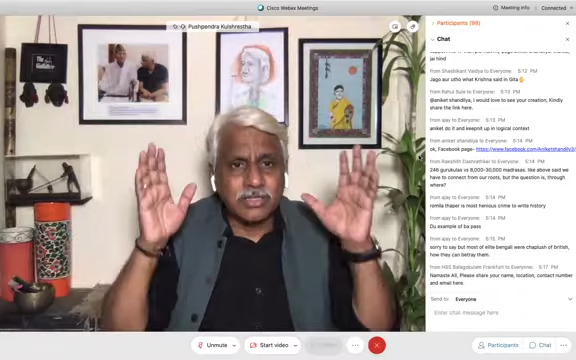 Cisco Webex Meetings
Meeting info
Connected
Pushpendra Kulshrestha
Participants (99)
Chat
jai hind
from Shashikant Vaidya to Everyone: 5:12 PM
Jago aur utho what Krishna said in Gita
from Rahul Sule to Everyone: 5:13 PM
@aniket shandilya, I would love to see your creation, Kindly
share the link here.
from ajay to Everyone: 5:13 PM
aniket do it and keepnit up in logical context
from aniket shandilya to Everyone: 5:14 PM
ok, Facebook page- https://www.facebook.com/Aniketshandilyv2/
to Everyone: 5:14 PM
246 gurukulas vs 8,000-30,000 madrasas. like above said we
have to connect from our roots, but the question is, through
where?
from ajay to Everyone: 5:14 PM
romila thaper is most henious crime to write history
from ajay to Everyone: 5:14 PM
Du example of ba pass
from ajay to Everyone: 5:15 PM
sorry to say but most of elite bengali were chaplush of british,
how they can betray them.
from HSS Balagokulam Frankfurt to Everyone: 5:17 PM
Namaste All, Please share your name, location, contact number
and email here.
Send to: Everyone
Enter chat message here
Unmute
Start video
Participants
Chat